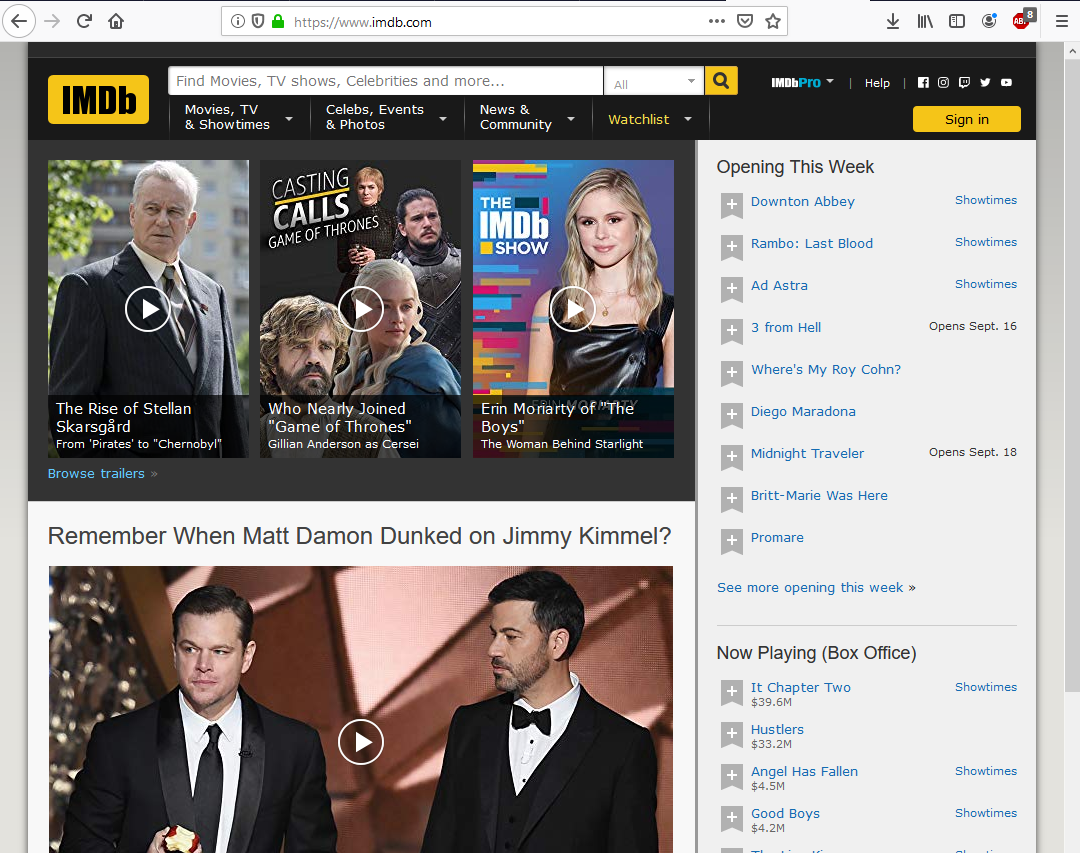 8
https://www.imdb.com
ABP
IMDb
Find Movies, TV shows, Celebrities and more...
All
IMDbPro
|
Help
|
Movies, TV
& Showtimes
Celebs, Events
& Photos
News &
Community
Watchlist
Sign in
CASTING
CALLS
GAME OF THRONES
THE
IMDb
SHOW
The Rise of Stellan
Skarsgård
From 'Pirates' to "Chernobyl"
Who Nearly Joined
"Game of Thrones"
Gillian Anderson as Cersei
Erin Moriarty of "The
Boys"
The Woman Behind Starlight
Browse trailers »
Remember When Matt Damon Dunked on Jimmy Kimmel?
Opening This Week
Downton Abbey Showtimes
Rambo: Last Blood Showtimes
Ad Astra Showtimes
3 from Hell Opens Sept. 16
Where's My Roy Cohn?
Diego Maradona
Midnight Traveler Opens Sept. 18
Britt-Marie Was Here
Promare
See more opening this week »
Now Playing (Box Office)
It Chapter Two Showtimes
$39.6M
Hustlers
$33.2M
Angel Has Fallen Showtimes
$4.5M
Good Boys Showtimes
$4.2M